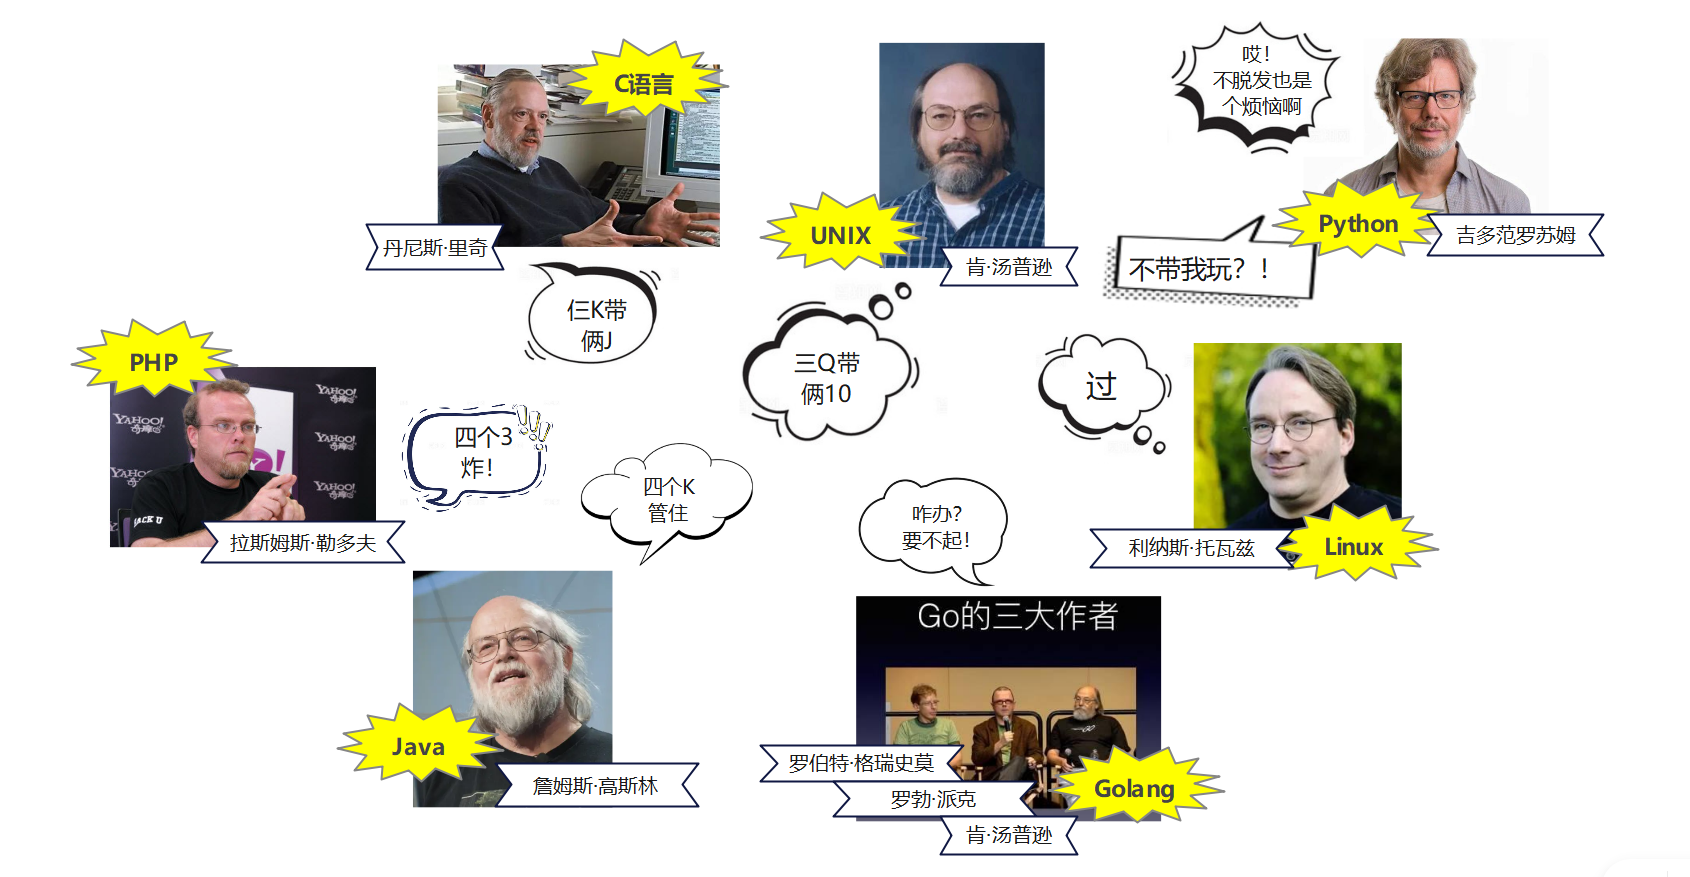 C语言
丹尼斯·里奇
仨K带
俩J
UNIX
肯·汤普逊
三Q带
俩10
哎！
不脱发也是
个烦恼啊
Python
吉多范罗苏姆
不带我玩？！
过
利纳斯·托瓦兹
Linux
PHP
YAHOO!
YAHOO!
YAHOO!
YAHOO!
拉斯姆斯·勒多夫
四个3
炸！
四个K
管住
咋办？
要不起！
Java
詹姆斯·高斯林
Go的三大作者
罗伯特·格瑞史莫
罗勃·派克
肯·汤普逊
Golang